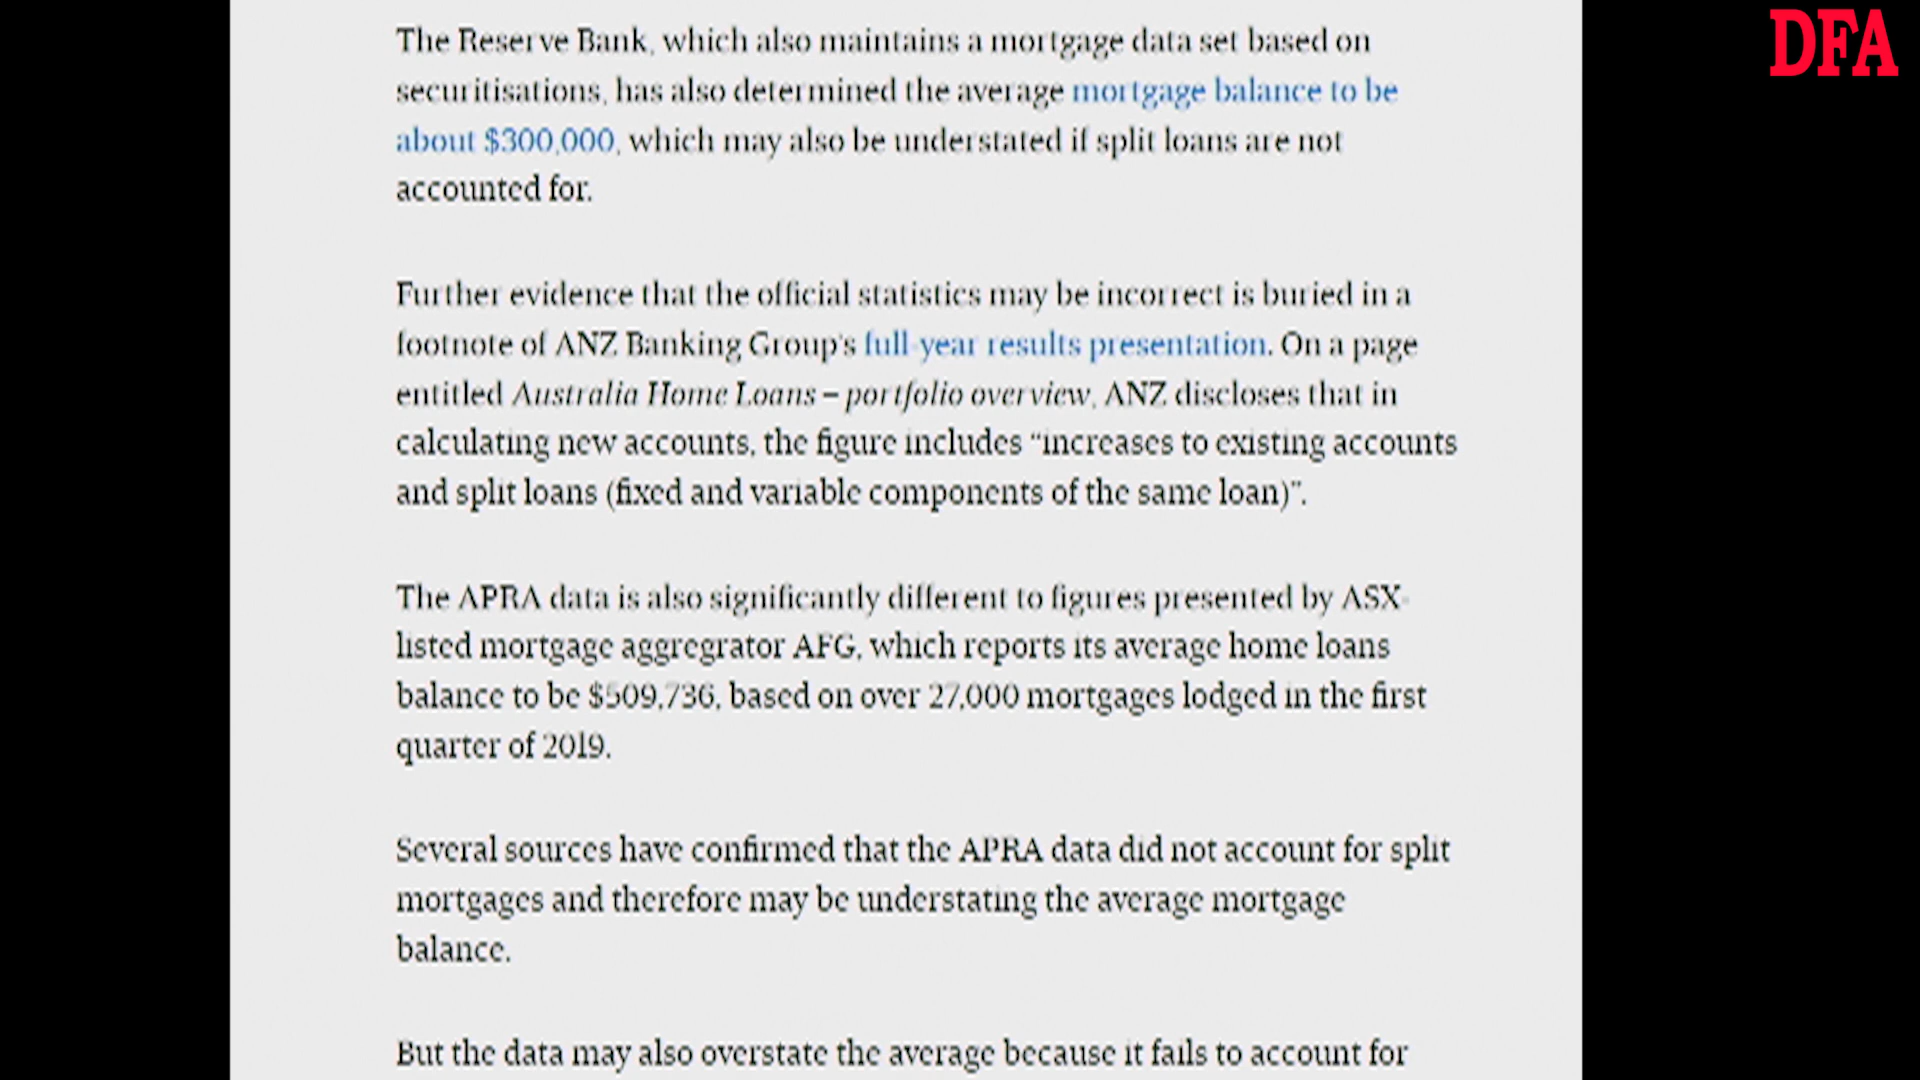 DFA
The Reserve Bank, which also maintains a mortgage data set based on
securitisations, has also determined the average mortgage balance to be
about $300,000, which may also be understated if split loans are not
accounted for.
Further evidence that the official statistics may be incorrect is buried in a
footnote of ANZ Banking Group's full-year results presentation. On a page
entitled Australia Home Loans – portfolio overview, ANZ discloses that in
calculating new accounts, the figure includes “increases to existing accounts
and split loans (fixed and variable components of the same loan)”.
The APRA data is also significantly different to figures presented by ASX-
listed mortgage aggregrator AFG, which reports its average home loans
balance to be $509,736, based on over 27,000 mortgages lodged in the first
quarter of 2019.
Several sources have confirmed that the APRA data did not account for split
mortgages and therefore may be understating the average mortgage
balance.
But the data may also overstate the average because it fails to account for